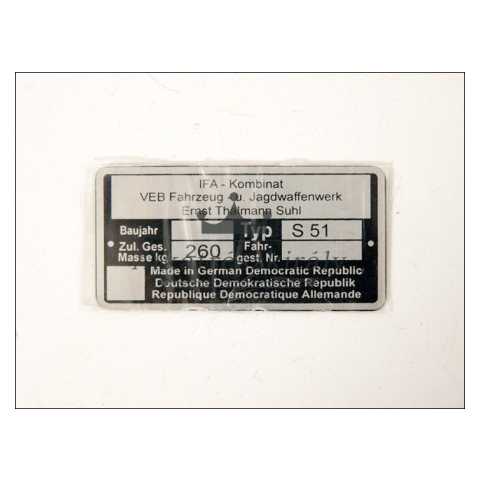 IFA - Kombinat
VEB Fahrzeug - u. Jagdwaffenwerk
Ernst Thälmann Suhl
Baujahr Typ S 51
Zul. Ges. Masse kg 260 Fahr- gest. Nr.
Made in German Democratic Republic
Deutsche Demokratische Republik
Republique Démocratique Allemande